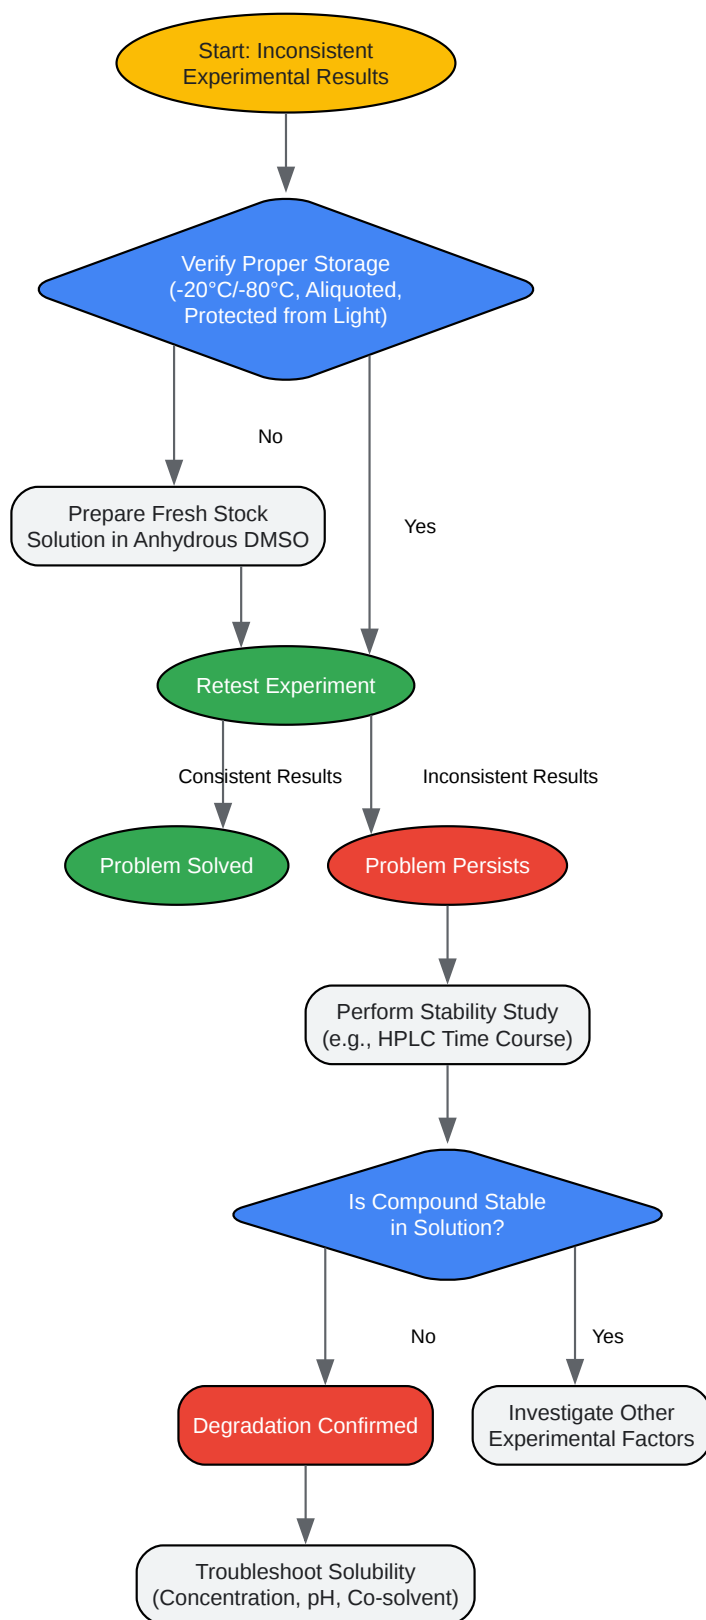 Start: Inconsistent
Experimental Results
Verify Proper Storage
(-20°C/-80°C, Aliquoted,
Protected from Light)
No
Prepare Fresh Stock
Solution in Anhydrous DMSO
Yes
Retest Experiment
Consistent Results
Inconsistent Results
Problem Solved
Problem Persists
Perform Stability Study
(e.g., HPLC Time Course)
Is Compound Stable
in Solution?
No
Yes
Degradation Confirmed
Investigate Other
Experimental Factors
Troubleshoot Solubility
(Concentration, pH, Co-solvent)